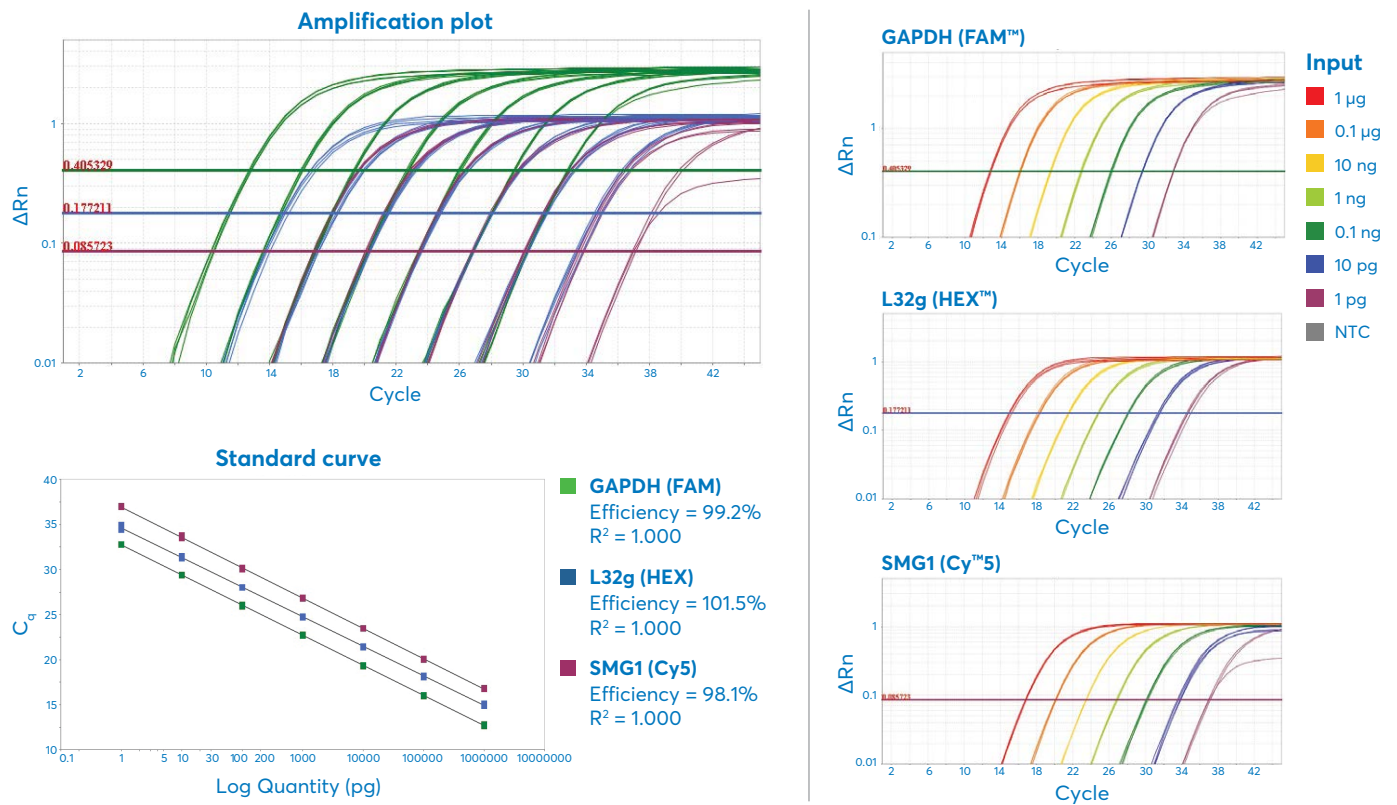 Amplification plot
ΔRn
1
0.405329
0.177211
0.1
0.085723
0.01
2 6 10 14 18 22 26 30 34 38 42
Cycle
Standard curve
Cq
40
35
30
25
20
15
10
0.1 1 5 10 30 100 200 1000 10000 100000 10000000 100000000
Log Quantity (pg)
GAPDH (FAM)
Efficiency = 99.2%
R² = 1.000
L32g (HEX)
Efficiency = 101.5%
R² = 1.000
SMG1 (Cy5)
Efficiency = 98.1%
R² = 1.000
GAPDH (FAM™)
ΔRn
1
0.405329
0.1
2 6 10 14 18 22 26 30 34 38 42
Cycle
L32g (HEX™)
ΔRn
1
0.177211
0.1
0.01
2 6 10 14 18 22 26 30 34 38 42
Cycle
SMG1 (Cy™5)
ΔRn
1
0.085723
0.1
0.01
2 6 10 14 18 22 26 30 34 38 42
Cycle
Input
1 µg
0.1 µg
10 ng
1 ng
0.1 ng
10 pg
1 pg
NTC